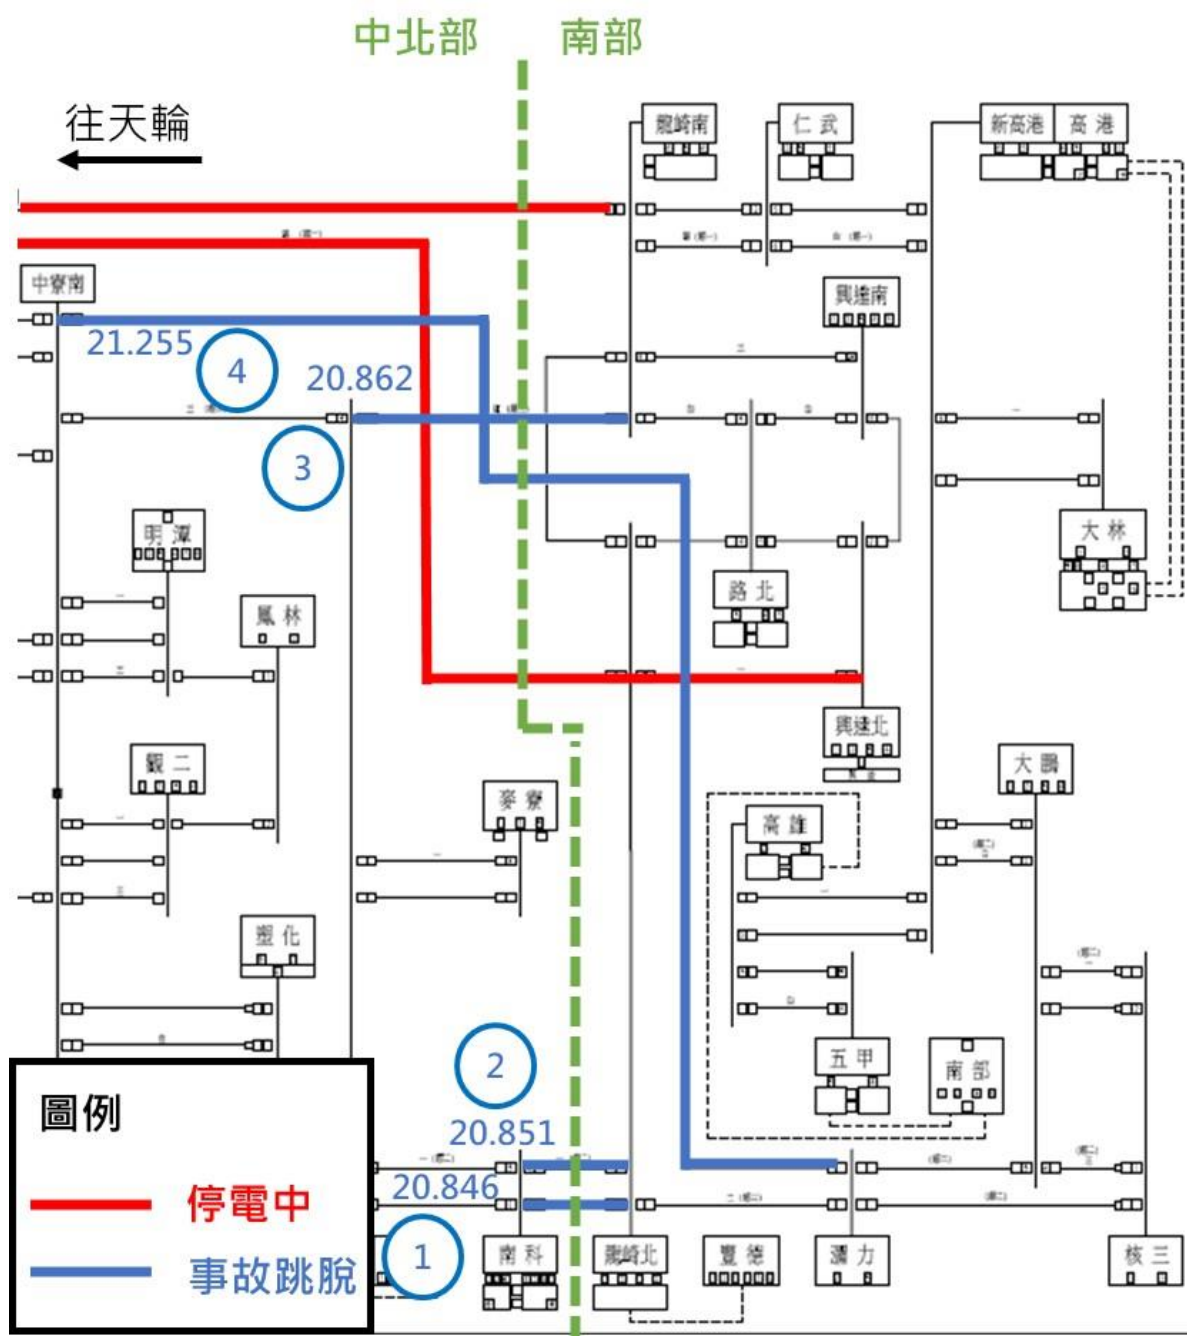 中北部
南部
往天輪
龍崎南
仁武
新高港
高港
中寮南
興達南
21.255
4
20.862
3
明潭
大林
路北
鳳林
興達北
觀二
大鵬
麥寮
高雄
塑化
五甲
南部
2
20.851
20.846
1
南科
龍崎北
豐德
瀰力
核三
圖例
停電中
事故跳脫